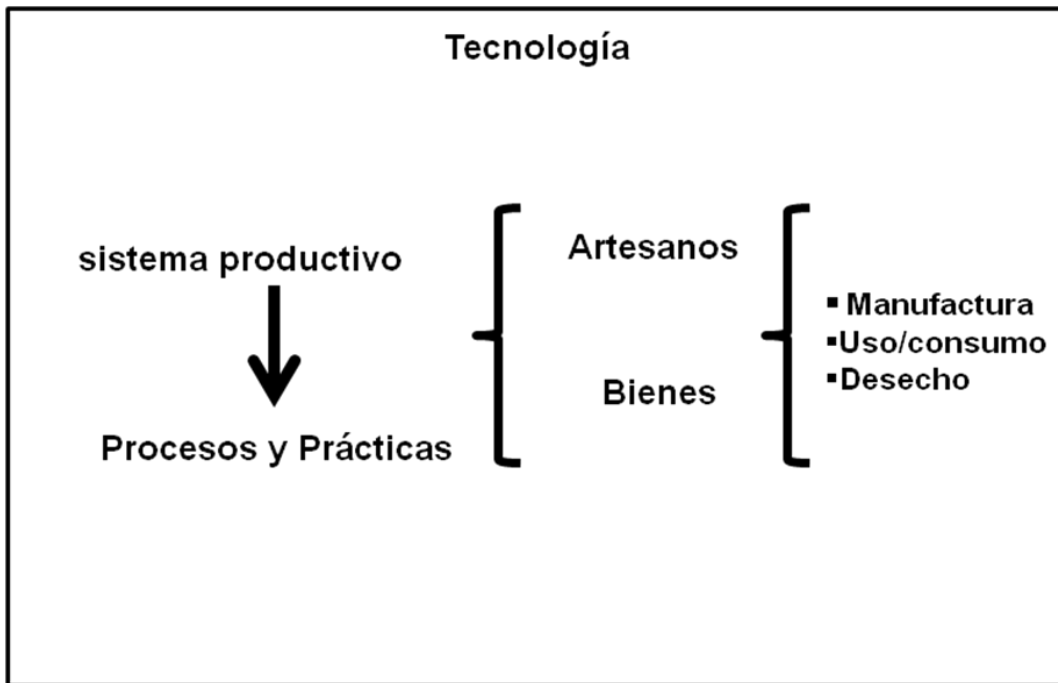 Tecnología
sistema productivo
Procesos y Prácticas
Artesanos
Bienes
▪ Manufactura
▪Uso/consumo
▪Desecho